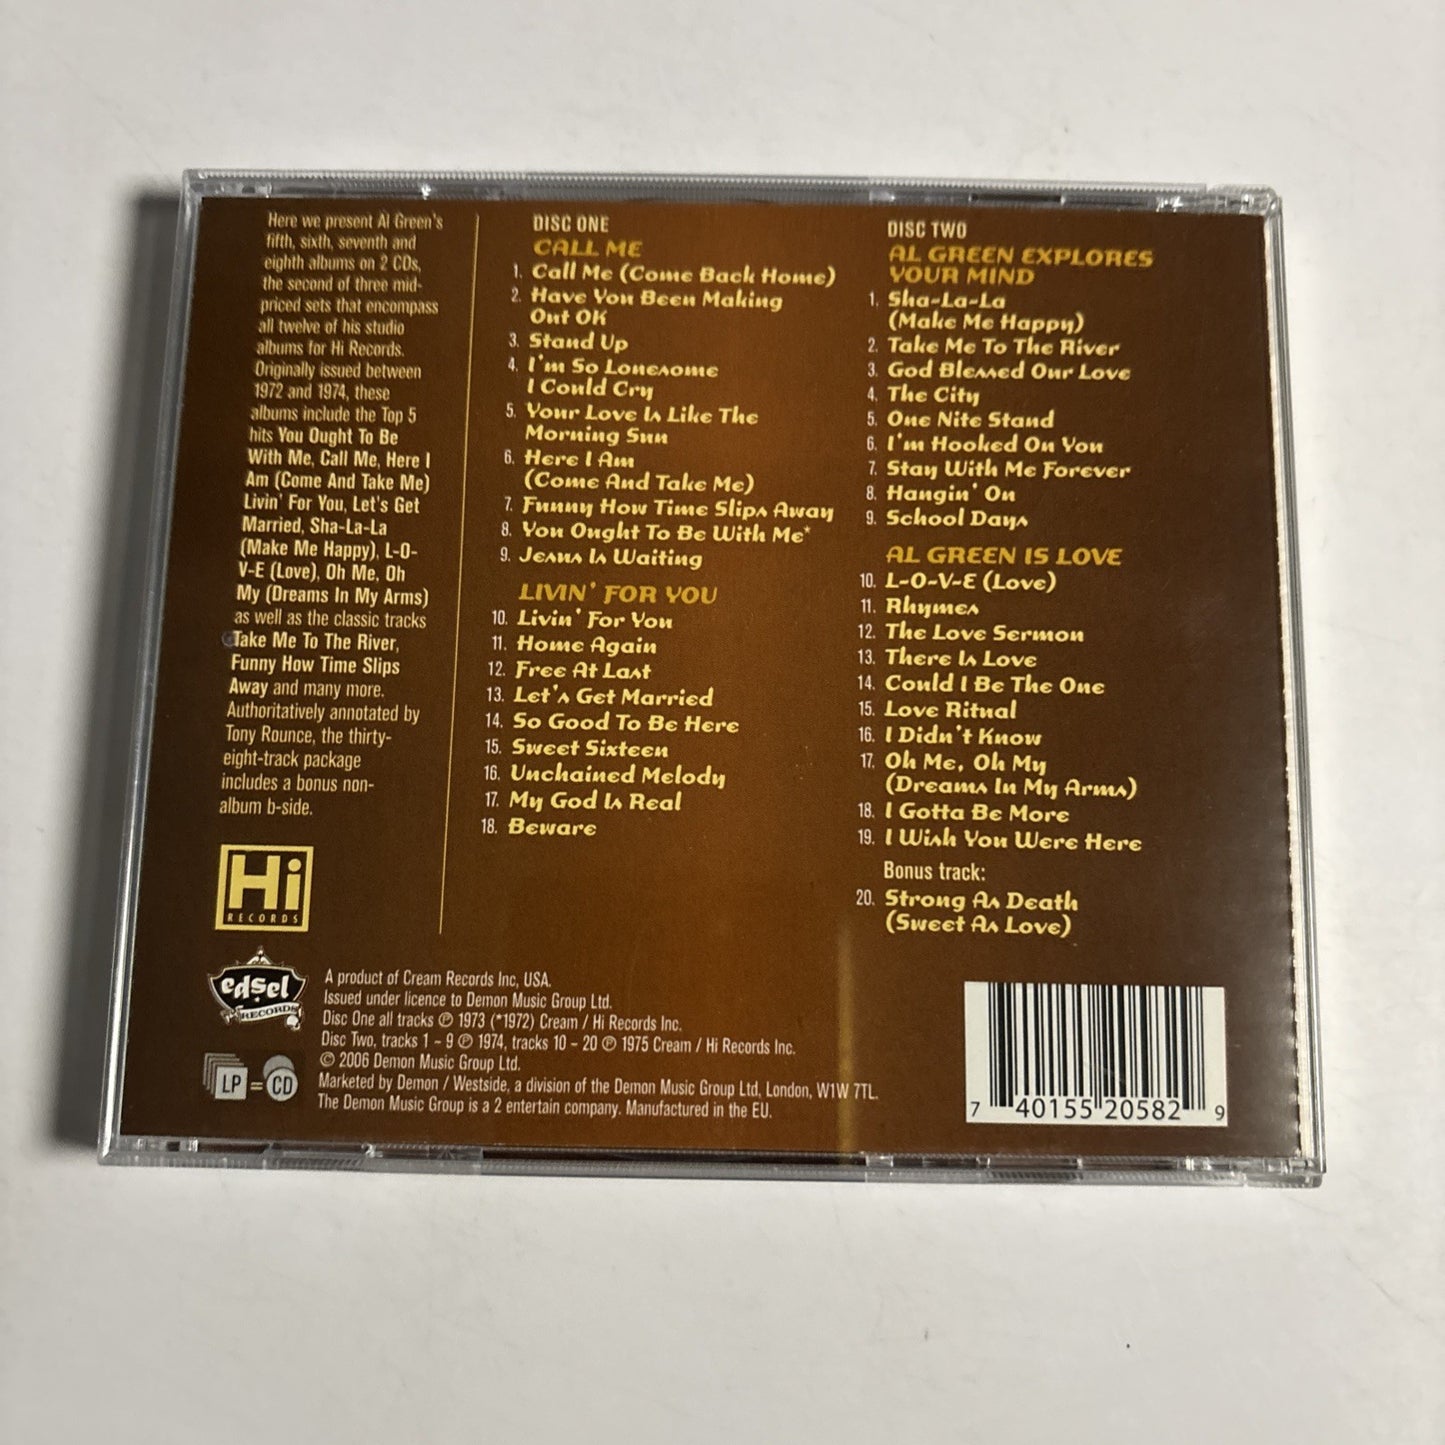 Here we present Al Green's
fifth, sixth, seventh and
eighth albums on 2 CDs,
the second of three mid-
priced sets that encompass
all twelve of his studio
albums for Hi Records.
Originally issued between
1972 and 1974, these
albums include the Top 5
hits You Ought To Be
With Me, Call Me, Here I
Am (Come And Take Me)
Livin' For You, Let's Get
Married, Sha-La-La
(Make Me Happy), L-O-
V-E (Love), Oh Me, Oh
My (Dreams In My Arms)
as well as the classic tracks
Take Me To The River,
Funny How Time Slips
Away and many more.
Authoritatively annotated by
Tony Rounce, the thirty-
eight-track package
includes a bonus non-
album b-side.
Hi
RECORDS
DISC ONE
CALL ME
1. Call Me (Come Back Home)
2. Have You Been Making
Out OK
3. Stand Up
4. I'm So Lonesome
I Could Cry
5. Your Love Is Like The
Morning Sun
6. Here I Am
(Come And Take Me)
7. Funny How Time Slips Away
8. You Ought To Be With Me*
9. Jesus Is Waiting
LIVIN' FOR YOU
10. Livin' For You
11. Home Again
12. Free At Last
13. Let's Get Married
14. So Good To Be Here
15. Sweet Sixteen
16. Unchained Melody
17. My God Is Real
18. Beware
DISC TWO
AL GREEN EXPLORES
YOUR MIND
1. Sha-La-La
(Make Me Happy)
2. Take Me To The River
3. God Blessed Our Love
4. The City
5. One Nite Stand
6. I'm Hooked On You
7. Stay With Me Forever
8. Hangin' On
9. School Days
AL GREEN IS LOVE
10. L-O-V-E (Love)
11. Rhymes
12. The Love Sermon
13. There Is Love
14. Could I Be The One
15. Love Ritual
16. I Didn't Know
17. Oh Me, Oh My
(Dreams In My Arms)
18. I Gotta Be More
19. I Wish You Were Here
Bonus track:
20. Strong As Death
(Sweet As Love)
edsel
RECORDS
LP = CD
A product of Cream Records Inc, USA.
Issued under licence to Demon Music Group Ltd.
Disc One all tracks ℗ 1973 (*1972) Cream / Hi Records Inc.
Disc Two, tracks 1 - 9 ℗ 1974, tracks 10 - 20 ℗ 1975 Cream / Hi Records Inc.
© 2006 Demon Music Group Ltd.
Marketed by Demon / Westside, a division of the Demon Music Group Ltd, London, W1W 7TL.
The Demon Music Group is a 2 entertain company. Manufactured in the EU.
7 40155 20582 9